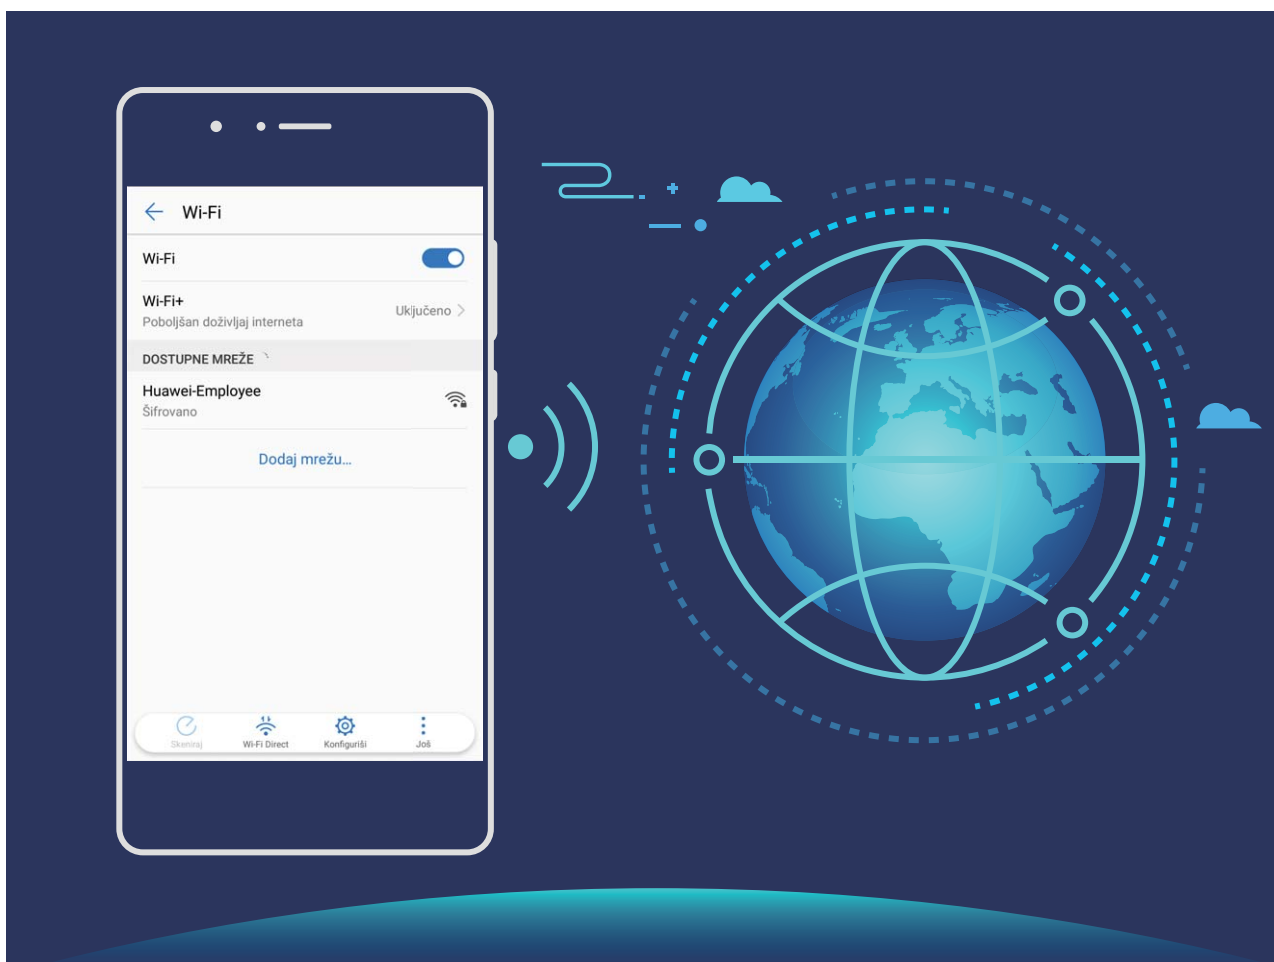 Wi-Fi
Wi-Fi
Wi-Fi+
Uključeno
Poboljšan doživljaj interneta
DOSTUPNE MREŽE
Huawei-Employee
Šifrovano
Dodaj mrežu...
Skeniraj
Wi-Fi Direct
Konfiguriši
Još